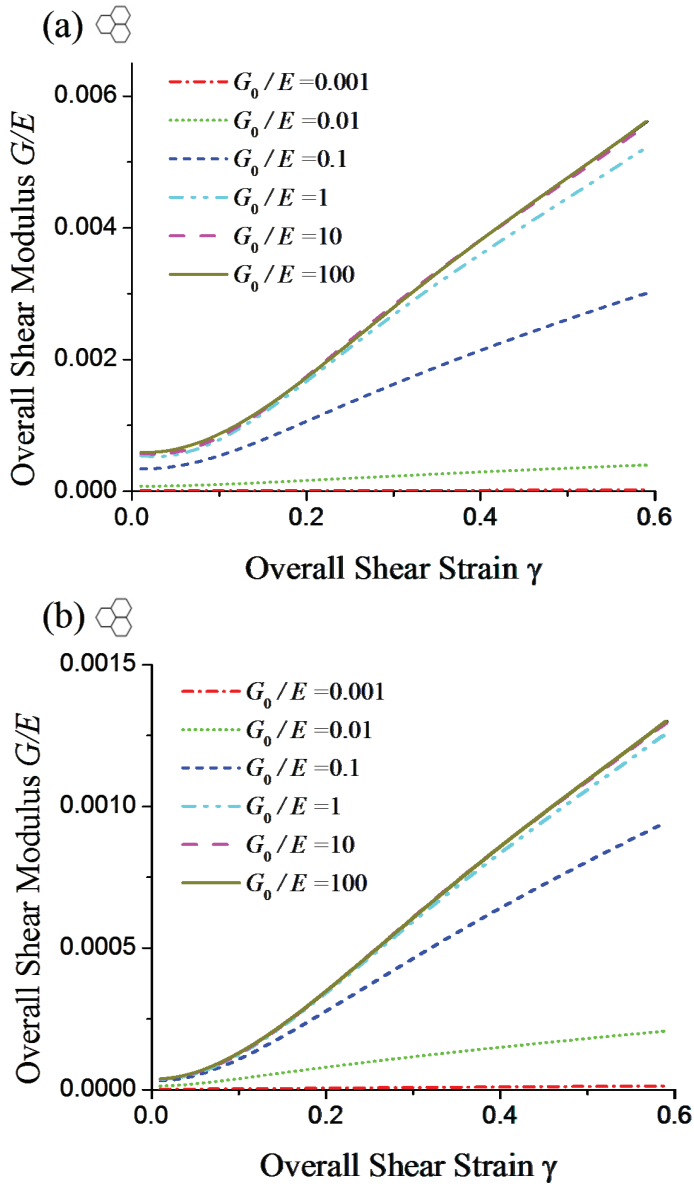 (a)
G₀/E=0.001
G₀/E=0.01
G₀/E=0.1
G₀/E=1
G₀/E=10
G₀/E=100
Overall Shear Modulus G/E
0.006
0.004
0.002
0.000
0.0 0.2 0.4 0.6
Overall Shear Strain γ
(b)
G₀/E=0.001
G₀/E=0.01
G₀/E=0.1
G₀/E=1
G₀/E=10
G₀/E=100
Overall Shear Modulus G/E
0.0015
0.0010
0.0005
0.0000
0.0 0.2 0.4 0.6
Overall Shear Strain γ